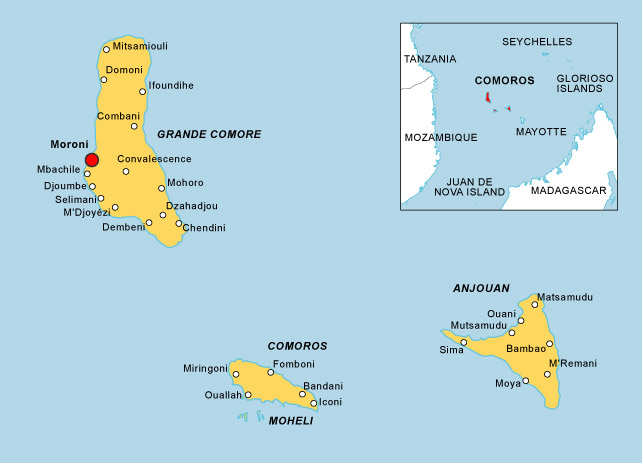 Mitsamiouli
Domoni
Ifoundihe
Combani
GRANDE COMORE
Moroni
Convalescence
Mbachile
Djoumbe
Mohoro
Selimani
M'Djoyézi
Dzahadjou
Dembeni
Chendini
SEYCHELLES
TANZANIA
COMOROS
GLORIOSO
ISLANDS
MOZAMBIQUE
MAYOTTE
JUAN DE
NOVA ISLAND
MADAGASCAR
ANJOUAN
Matsamudu
Ouani
Mutsamudu
Sima
Bambao
M'Remani
Moya
COMOROS
Fomboni
Miringoni
Bandani
Ouallah
Iconi
MOHELI